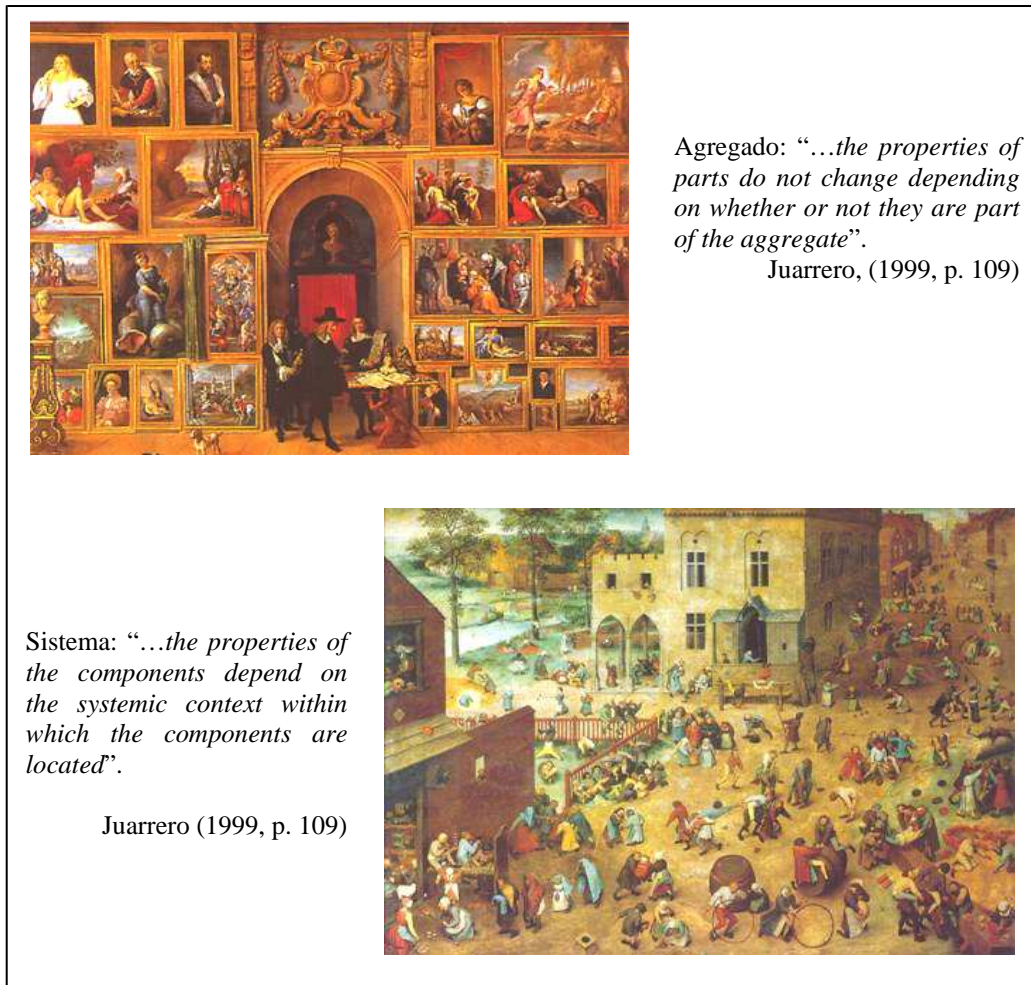 Agregado: “…the properties of
parts do not change depending
on whether or not they are part
of the aggregate”.
Juarrero, (1999, p. 109)
Sistema: “…the properties of
the components depend on
the systemic context within
which the components are
located”.
Juarrero (1999, p. 109)